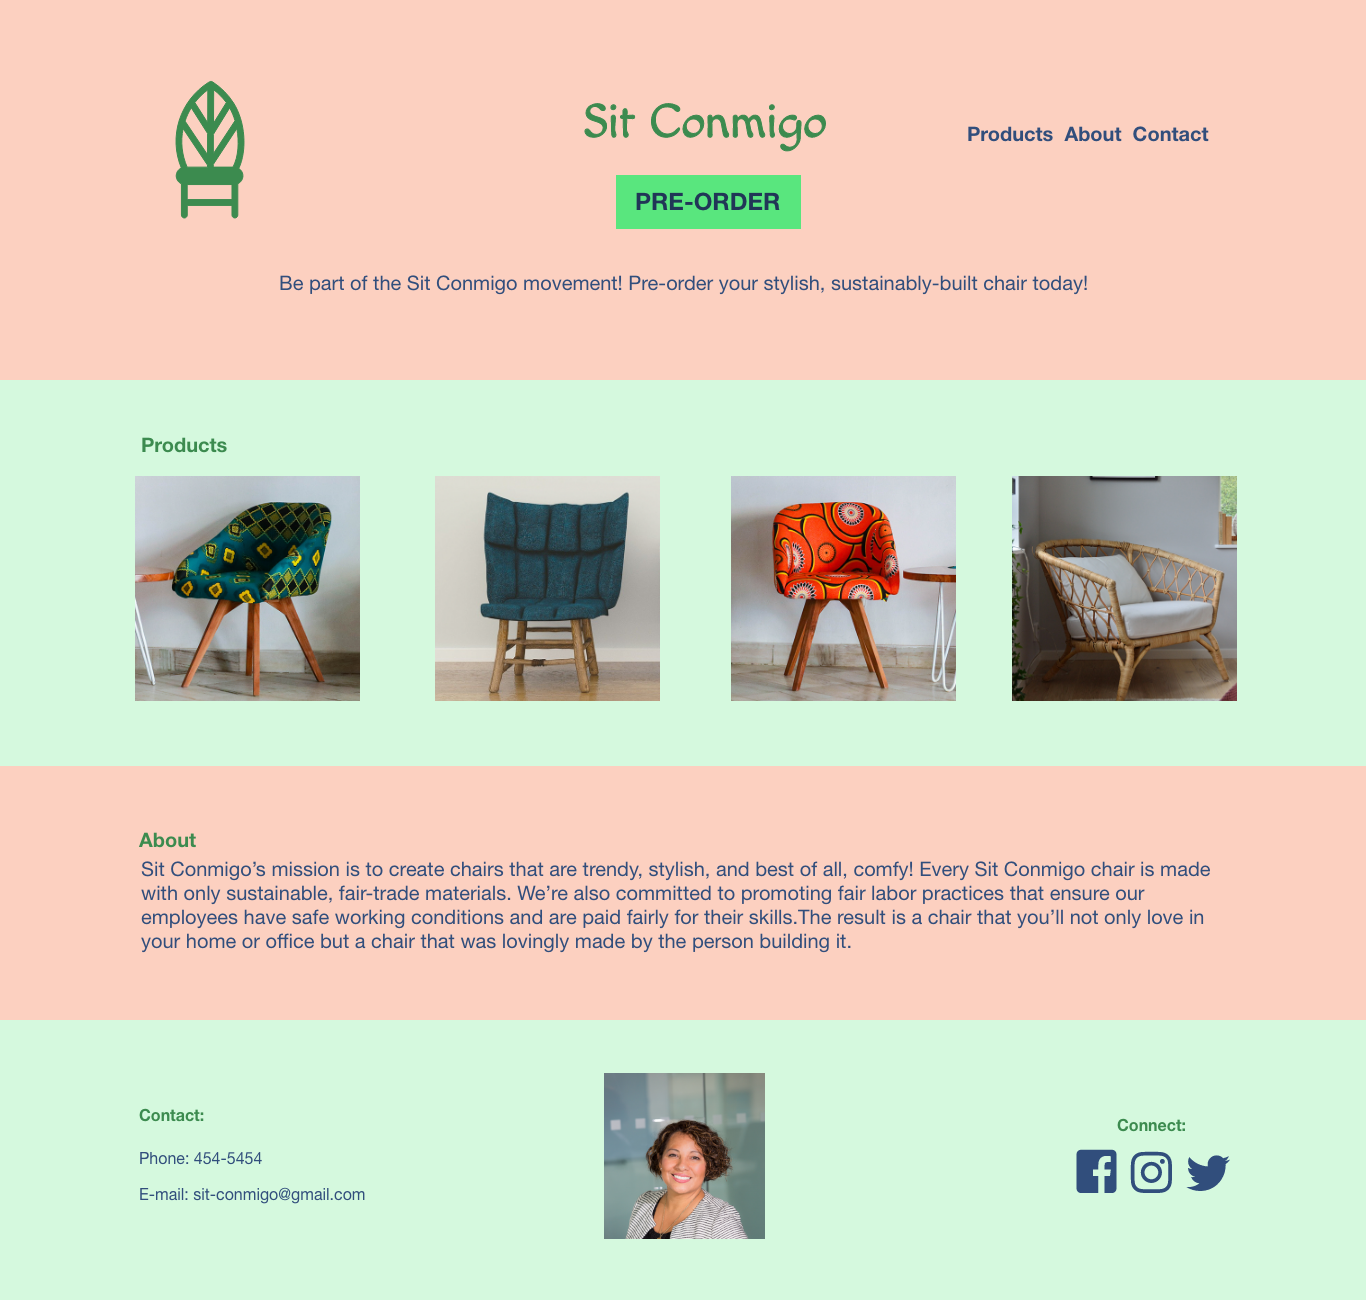 Sit Conmigo
Products About Contact
PRE-ORDER
Be part of the Sit Conmigo movement! Pre-order your stylish, sustainably-built chair today!
Products
About
Sit Conmigo’s mission is to create chairs that are trendy, stylish, and best of all, comfy! Every Sit Conmigo chair is made
with only sustainable, fair-trade materials. We’re also committed to promoting fair labor practices that ensure our
employees have safe working conditions and are paid fairly for their skills.The result is a chair that you’ll not only love in
your home or office but a chair that was lovingly made by the person building it.
Contact:
Phone: 454-5454
E-mail: sit-conmigo@gmail.com
Connect: